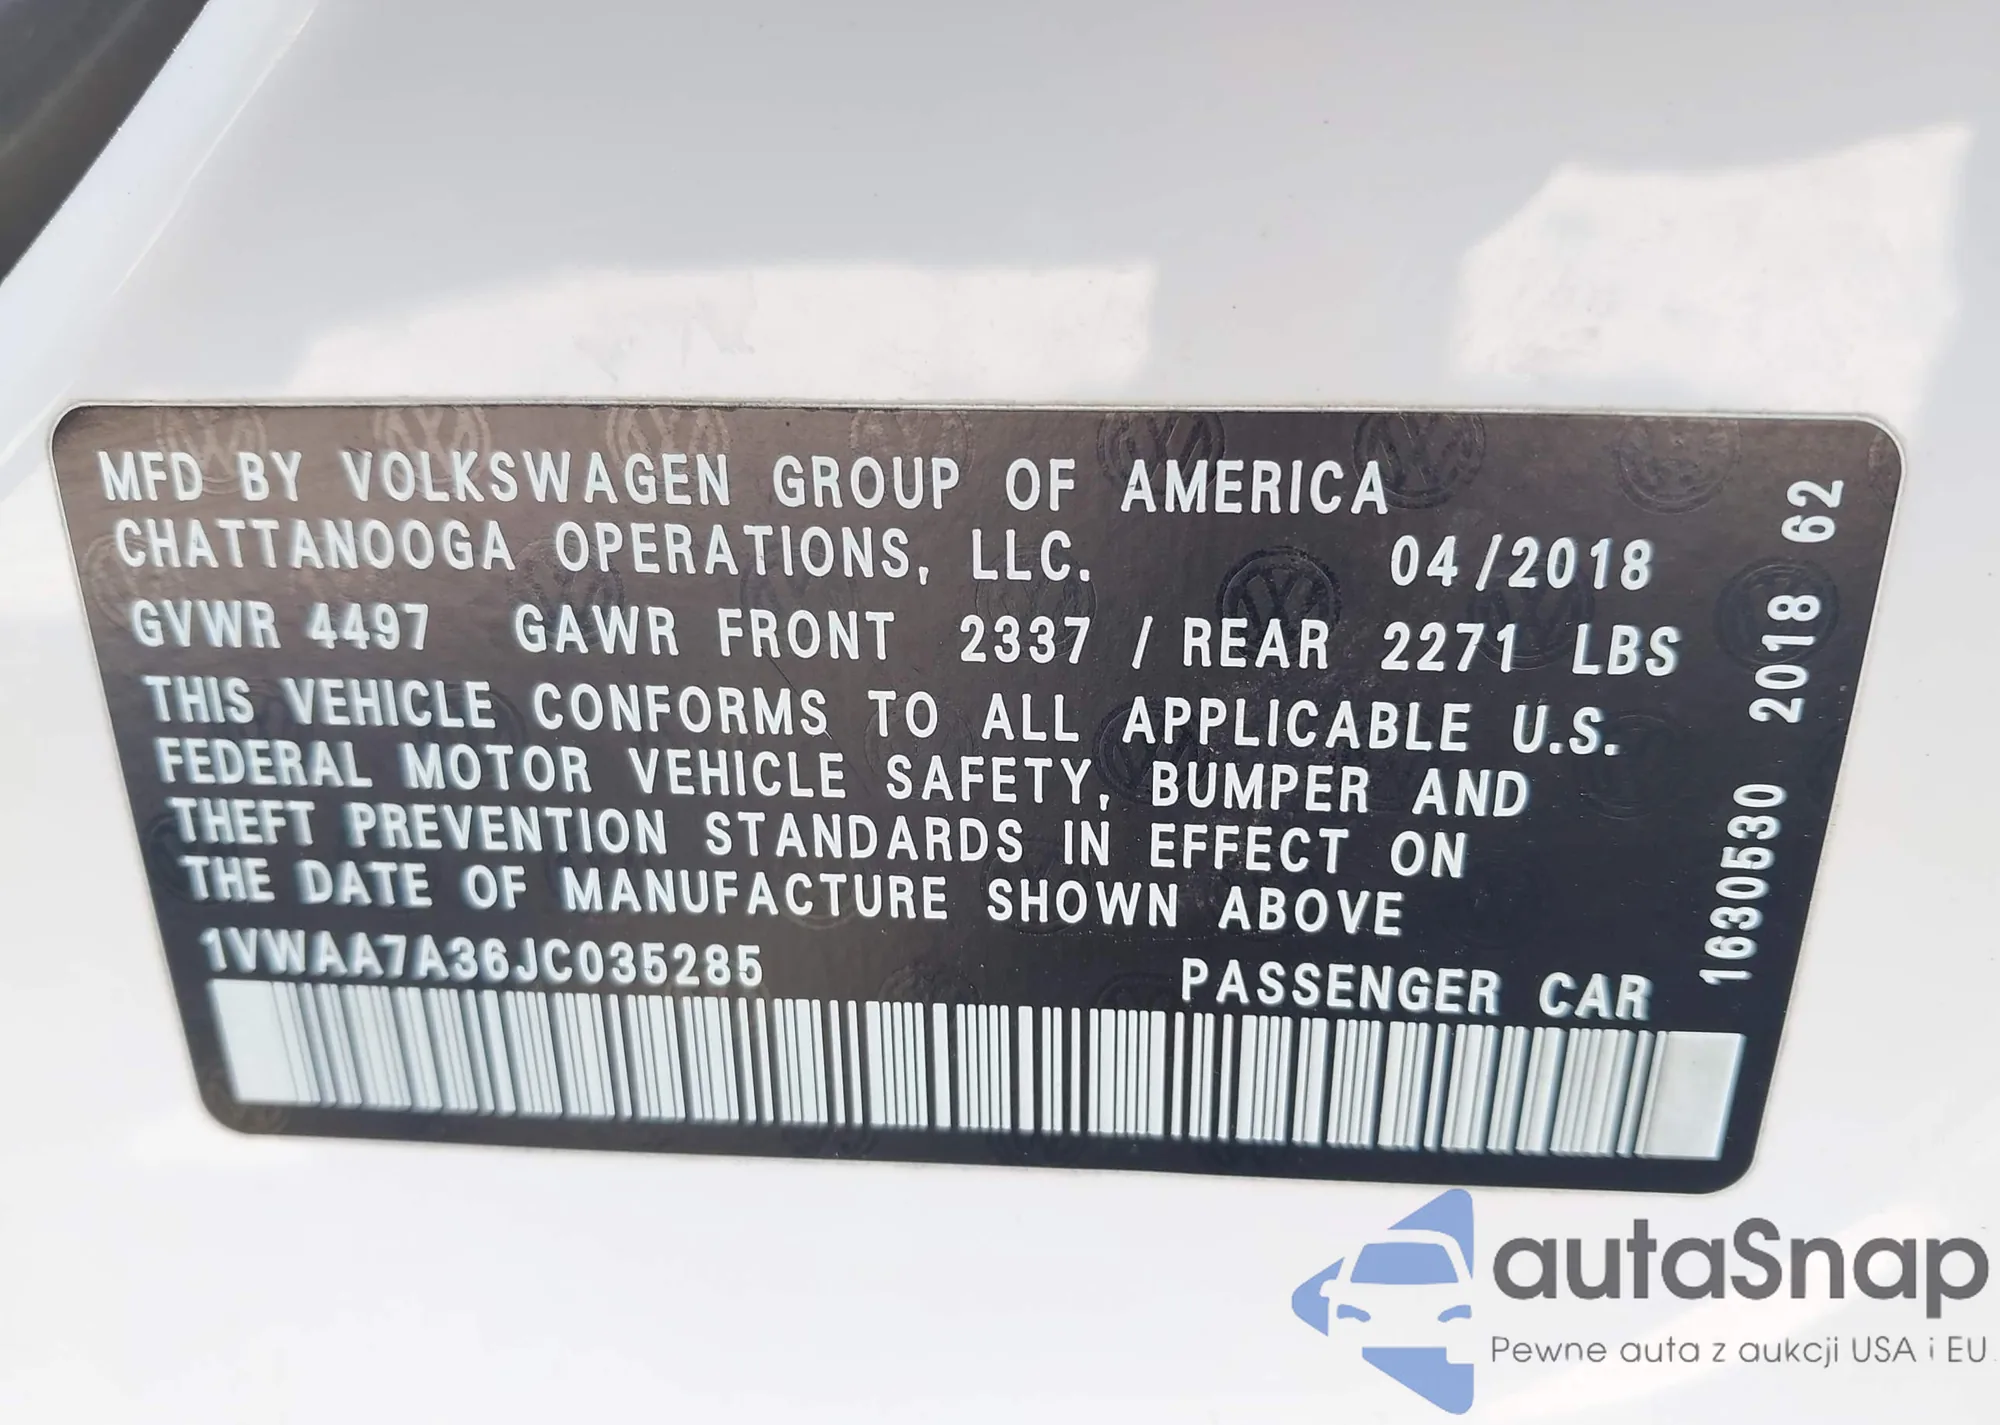 MFD BY VOLKSWAGEN GROUP OF AMERICA
CHATTANOOGA OPERATIONS, LLC. 04/2018
GVWR 4497 GAWR FRONT 2337 / REAR 2271 LBS
THIS VEHICLE CONFORMS TO ALL APPLICABLE U.S.
FEDERAL MOTOR VEHICLE SAFETY, BUMPER AND
THEFT PREVENTION STANDARDS IN EFFECT ON
THE DATE OF MANUFACTURE SHOWN ABOVE
1VWAA7A36JC035285 PASSENGER CAR
1630530 2018 62
autaSnap
Pewne auta z aukcji USA i EU